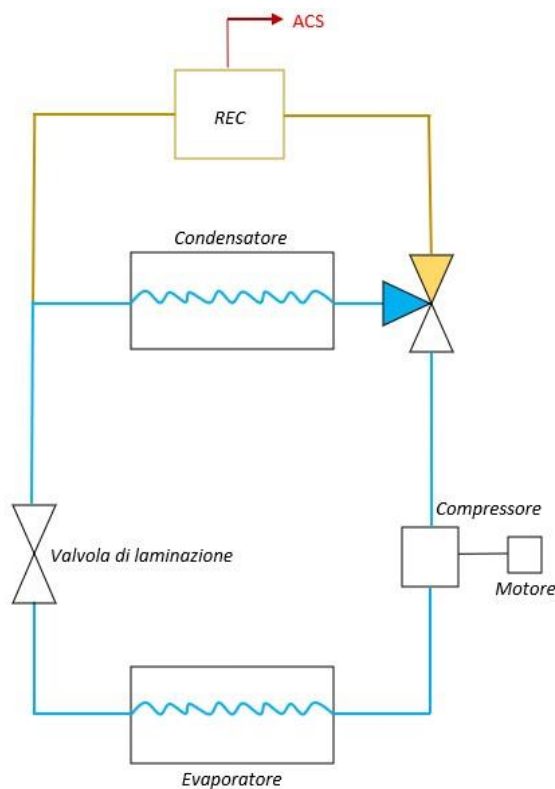 ACS
REC
Condensatore
Compressore
Valvola di laminazione
Motore
Evaporatore